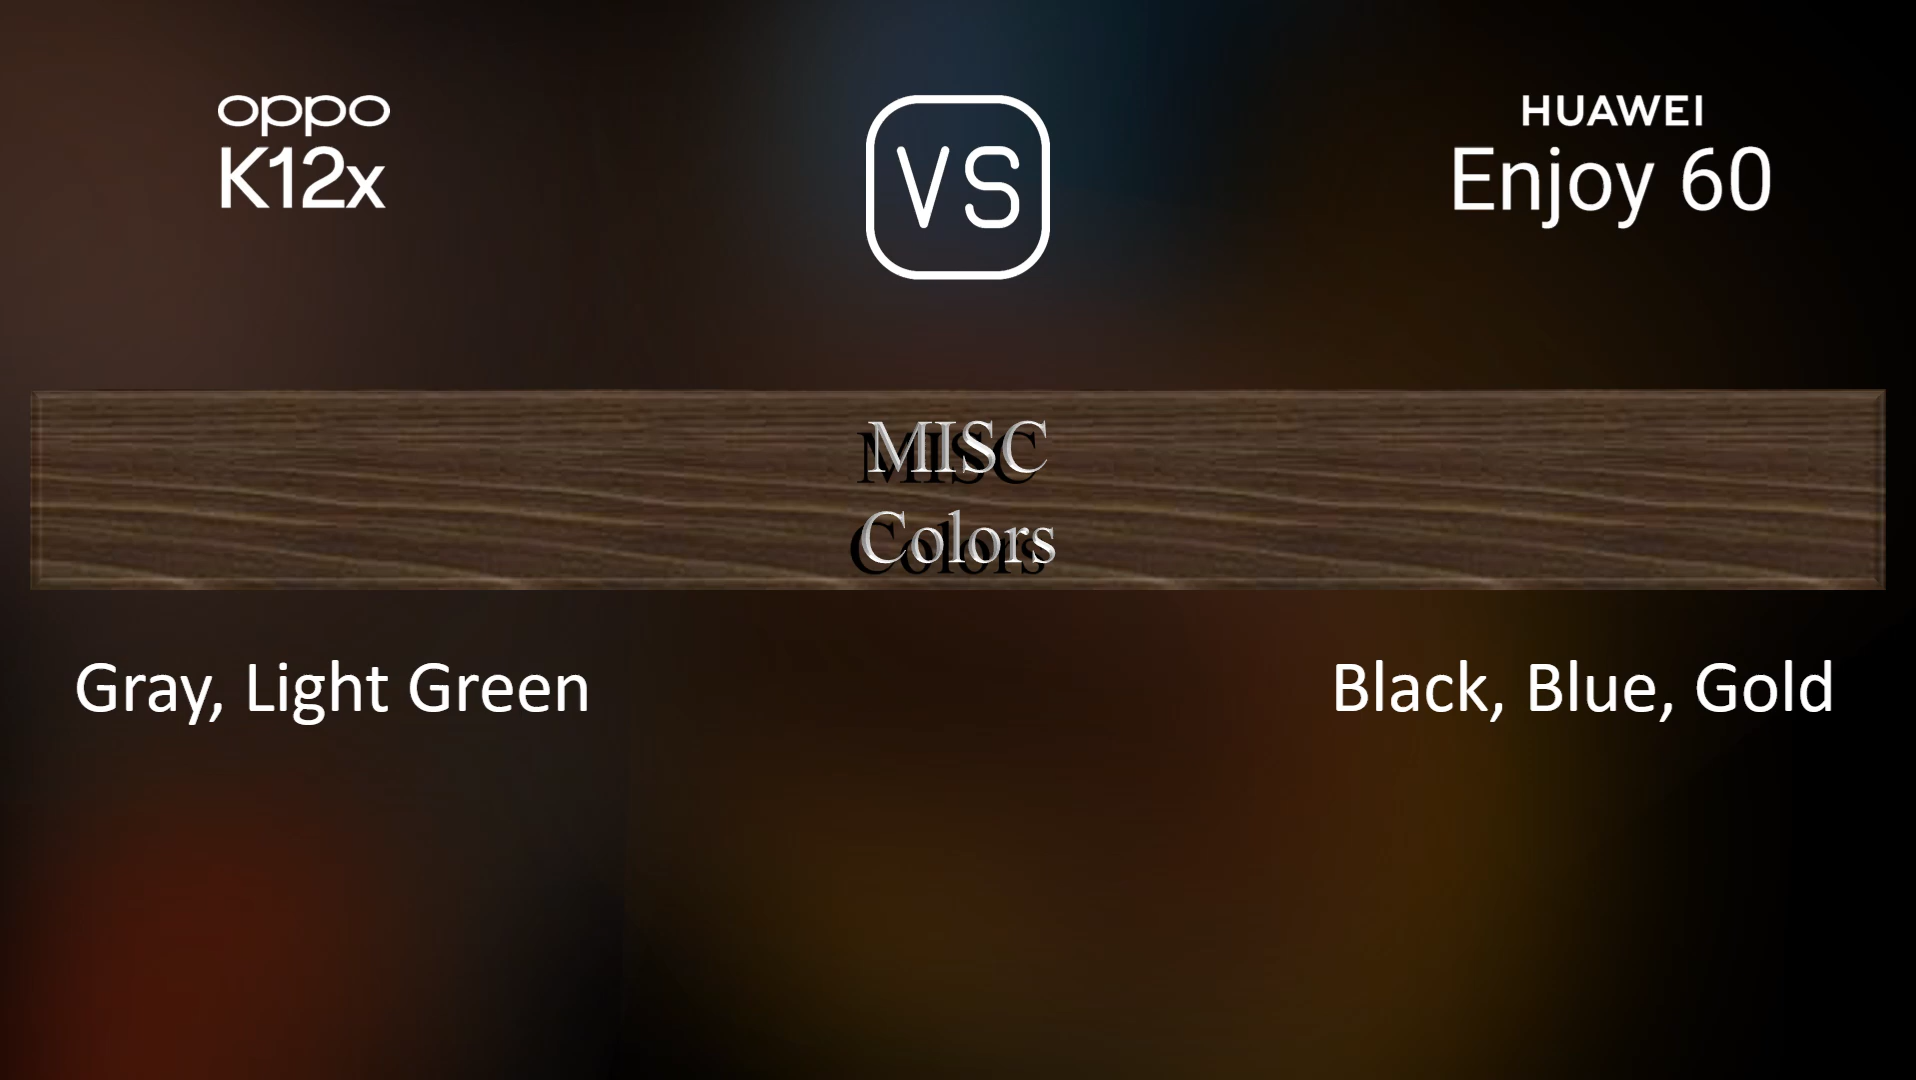 oppo
K12x
VS
HUAWEI
Enjoy 60
MISC
Colors
Gray, Light Green
Black, Blue, Gold